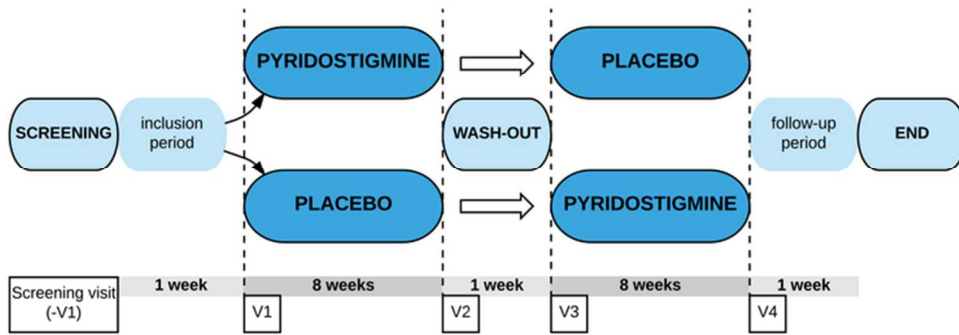 PYRIDOSTIGMINE
PLACEBO
SCREENING
inclusion
period
WASH-OUT
follow-up
period
END
PLACEBO
PYRIDOSTIGMINE
Screening visit
(-V1)
1 week
8 weeks
1 week
8 weeks
1 week
V1
V2
V3
V4